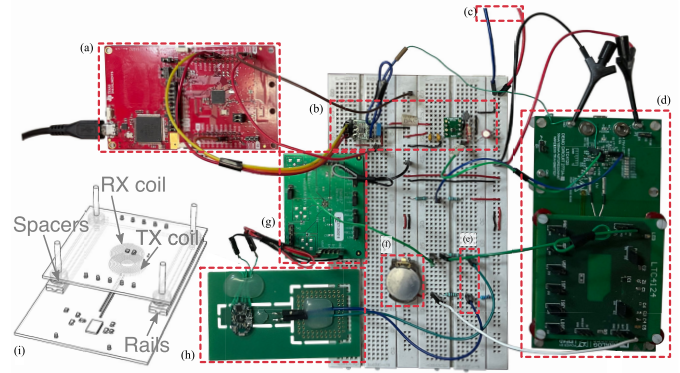 (a)
(c)
(b)
(d)
RX coil
TX coil
Spacers
Rails
(g)
(f)
(e)
(h)
(i)
LTC4124